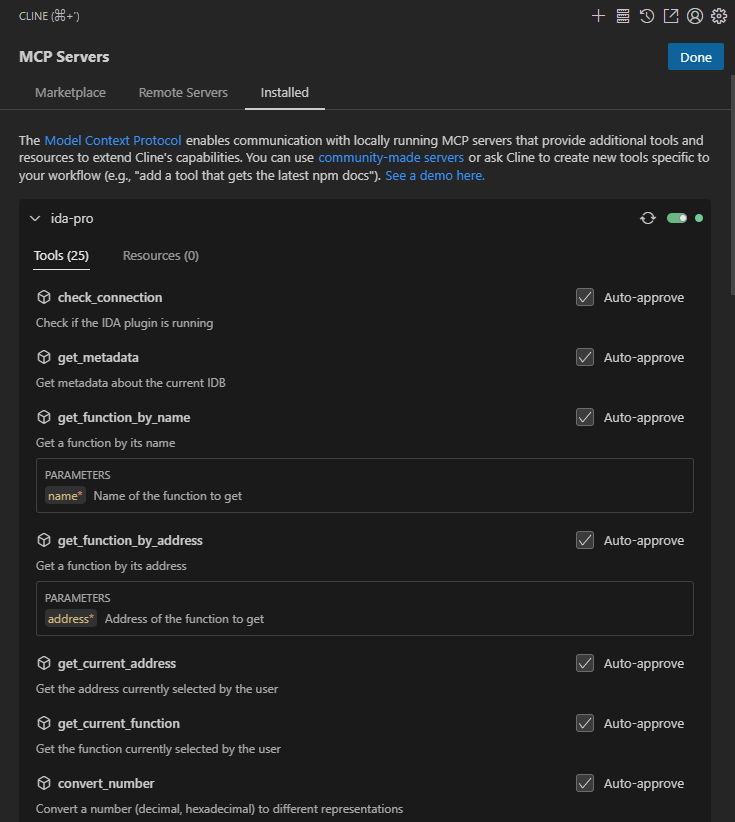 CLINE (⌘+')
MCP Servers
Done
Marketplace
Remote Servers
Installed
The Model Context Protocol enables communication with locally running MCP servers that provide additional tools and
resources to extend Cline's capabilities. You can use community-made servers or ask Cline to create new tools specific to
your workflow (e.g., "add a tool that gets the latest npm docs"). See a demo here.
ida-pro
Tools (25)
Resources (0)
check_connection
Auto-approve
Check if the IDA plugin is running
get_metadata
Auto-approve
Get metadata about the current IDB
get_function_by_name
Auto-approve
Get a function by its name
PARAMETERS
name* Name of the function to get
get_function_by_address
Auto-approve
Get a function by its address
PARAMETERS
address* Address of the function to get
get_current_address
Auto-approve
Get the address currently selected by the user
get_current_function
Auto-approve
Get the function currently selected by the user
convert_number
Auto-approve
Convert a number (decimal, hexadecimal) to different representations